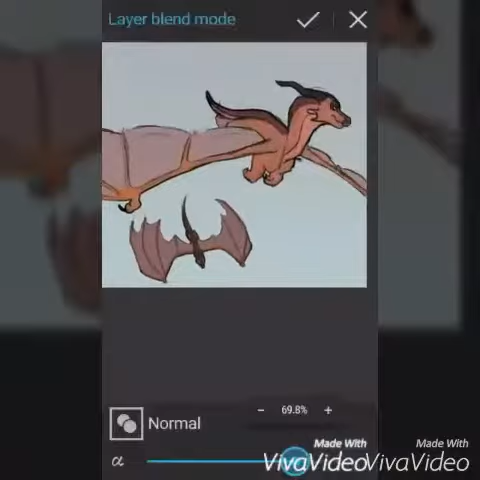 Layer blend mode
Normal
- 69.8% +
α
Made With
VivaVideo
Made With
VivaVideo